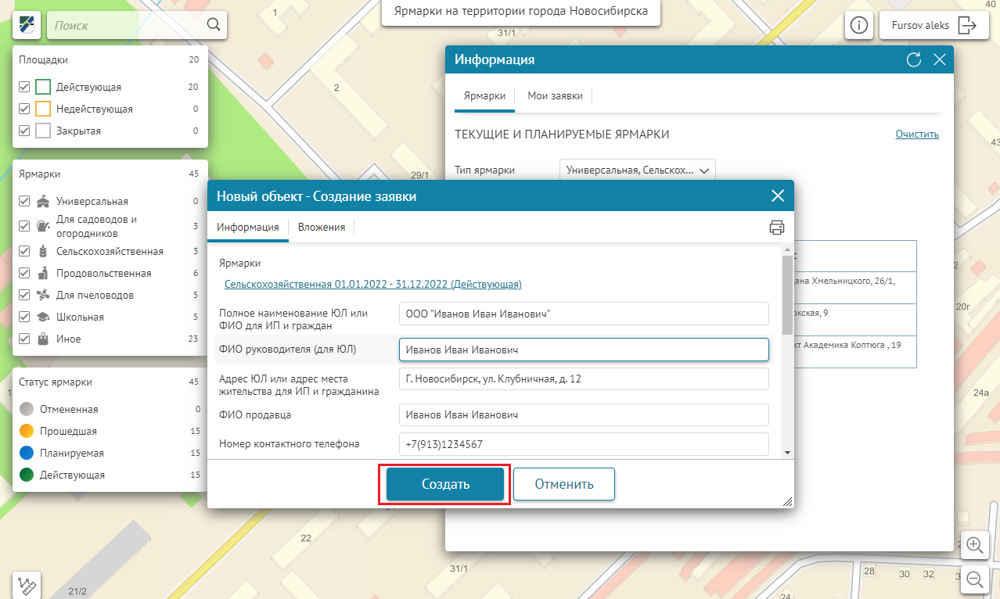 Ярмарки на территории города Новосибирска
Поиск
Fursov aleks
Площадки 20
Действующая 20
Недействующая 0
Закрытая 0
Ярмарки 45
Универсальная 0
Для садоводов и
огородников 3
Сельскохозяйственная 3
Продовольственная 6
Для пчеловодов 5
Школьная 5
Иное 23
Статус ярмарки 45
Отмененная 0
Прошедшая 15
Планируемая 15
Действующая 15
Информация
Ярмарки Мои заявки
ТЕКУЩИЕ И ПЛАНИРУЕМЫЕ ЯРМАРКИ Очистить
Тип ярмарки Универсальная, Сельскох...
Хмельницкого, 26/1,
9
Академика Коптюга , 19
Новый объект - Создание заявки
Информация Вложения
Ярмарки
Сельскохозяйственная 01.01.2022 - 31.12.2022 (Действующая)
Полное наименование ЮЛ или
ФИО для ИП и граждан
ООО "Иванов Иван Иванович"
ФИО руководителя (для ЮЛ) Иванов Иван Иванович
Адрес ЮЛ или адрес места
жительства для ИП и гражданина
Г. Новосибирск, ул. Клубничная, д. 12
ФИО продавца Иванов Иван Иванович
Номер контактного телефона +7(913)1234567
Создать Отменить
1
40
31/1
2
29/1
43
20г
24а
22
31/1
21/2
28
30
32
24